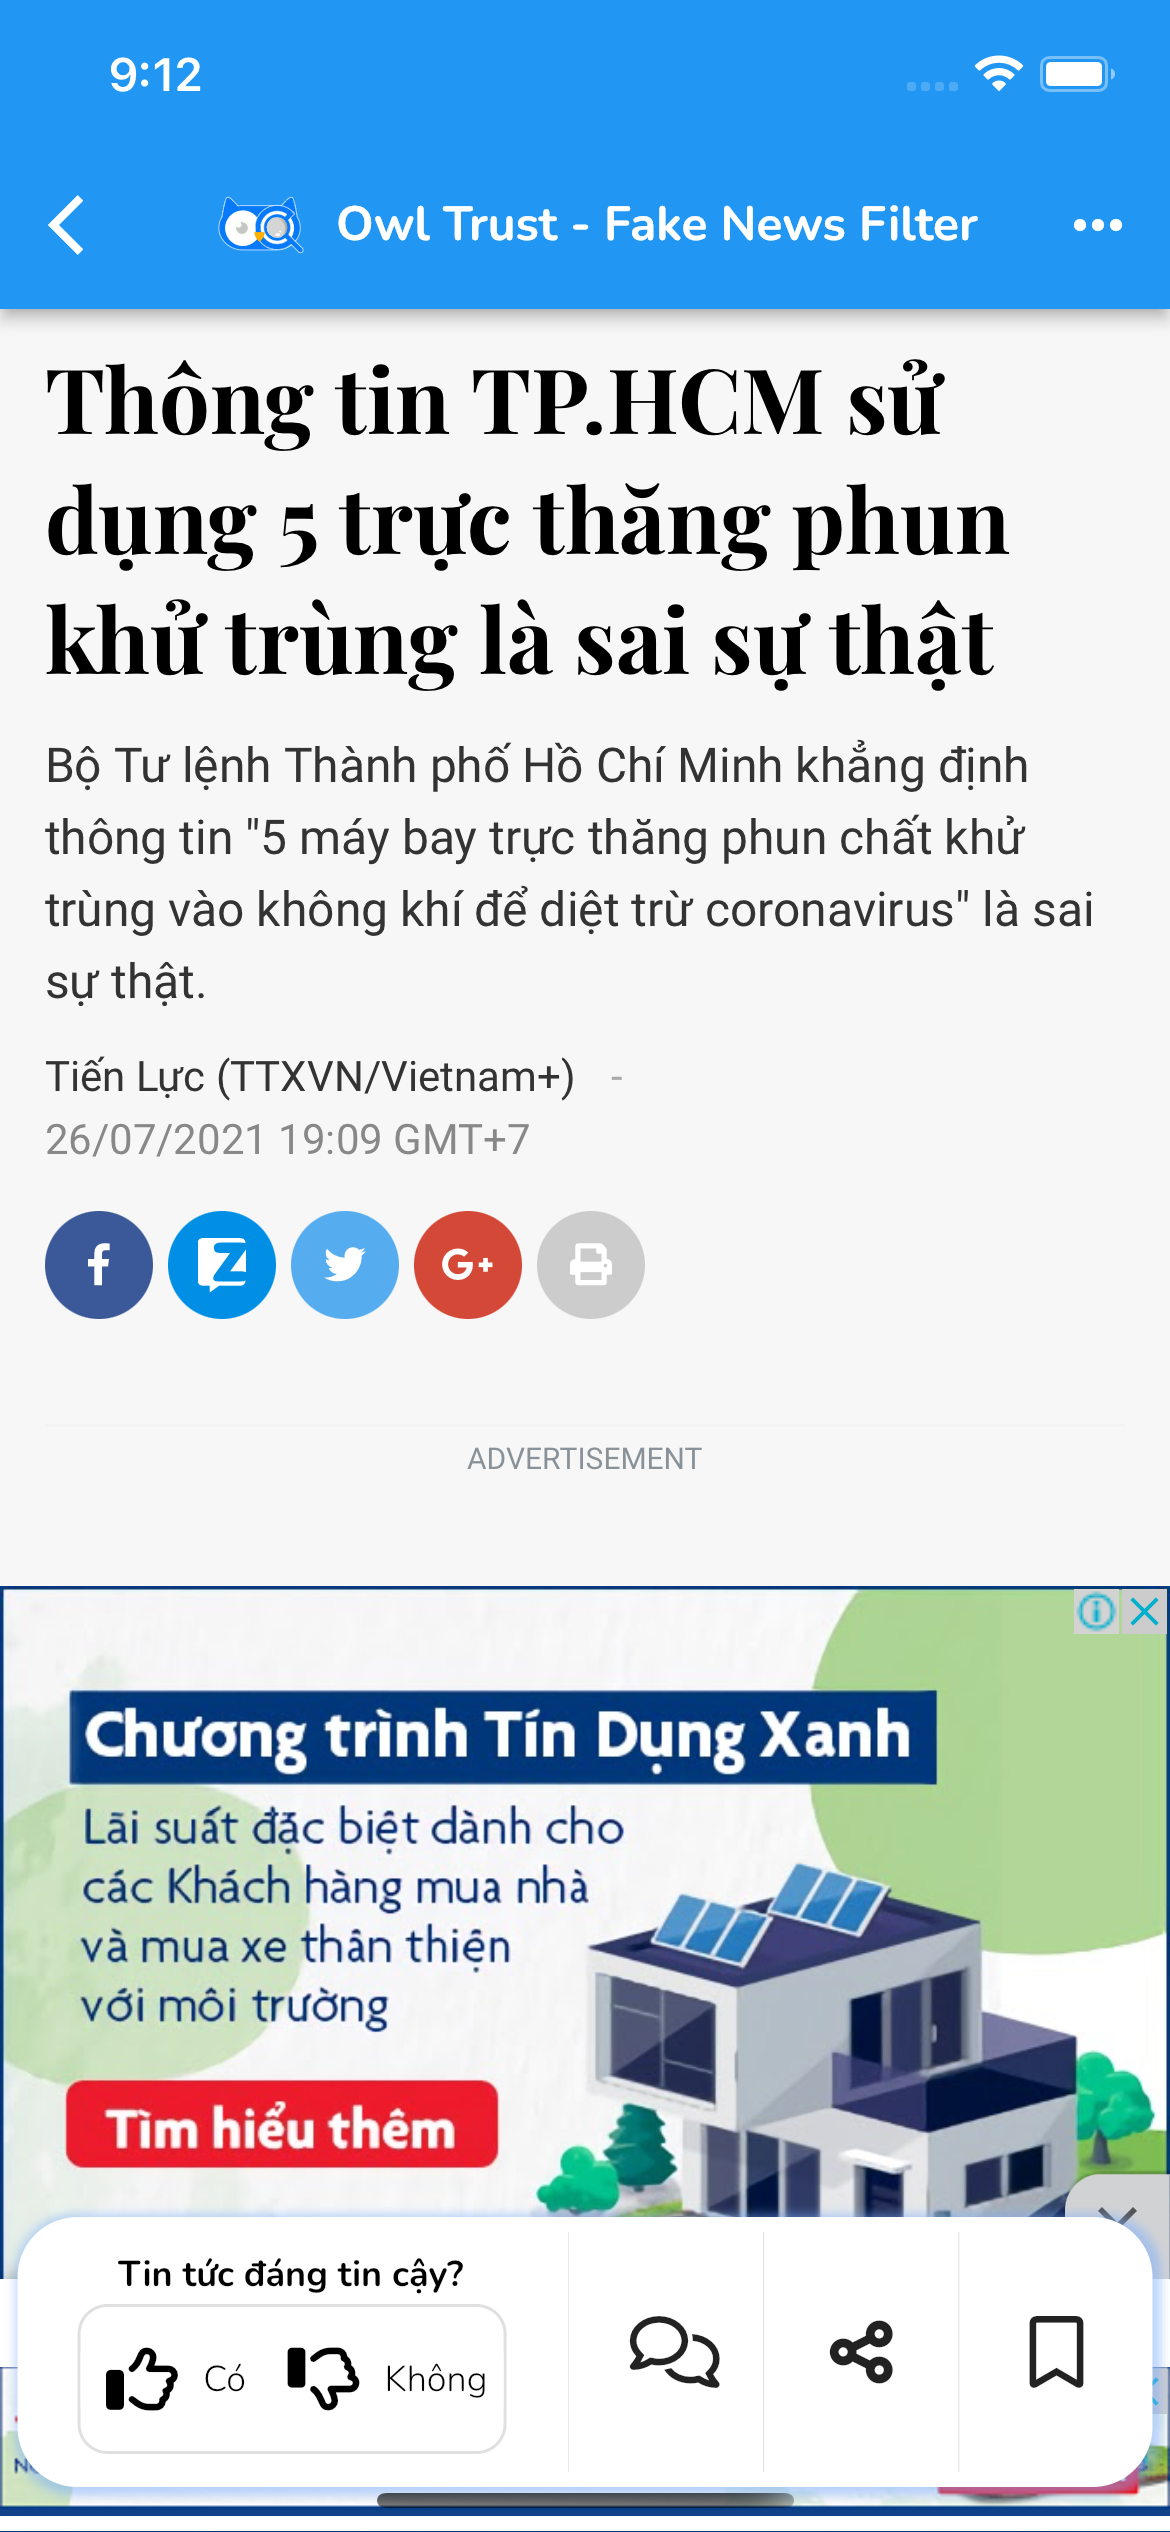 9:12
Owl Trust - Fake News Filter
Thông tin TP.HCM sử
dụng 5 trực thăng phun
khử trùng là sai sự thật
Bộ Tư lệnh Thành phố Hồ Chí Minh khẳng định
thông tin "5 máy bay trực thăng phun chất khử
trùng vào không khí để diệt trừ coronavirus" là sai
sự thật.
Tiến Lực (TTXVN/Vietnam+) -
26/07/2021 19:09 GMT+7
f Z G+
ADVERTISEMENT
Chương trình Tín Dụng Xanh
Lãi suất đặc biệt dành cho
các Khách hàng mua nhà
và mua xe thân thiện
với môi trường
Tìm hiểu thêm
Tin tức đáng tin cậy?
Có Không